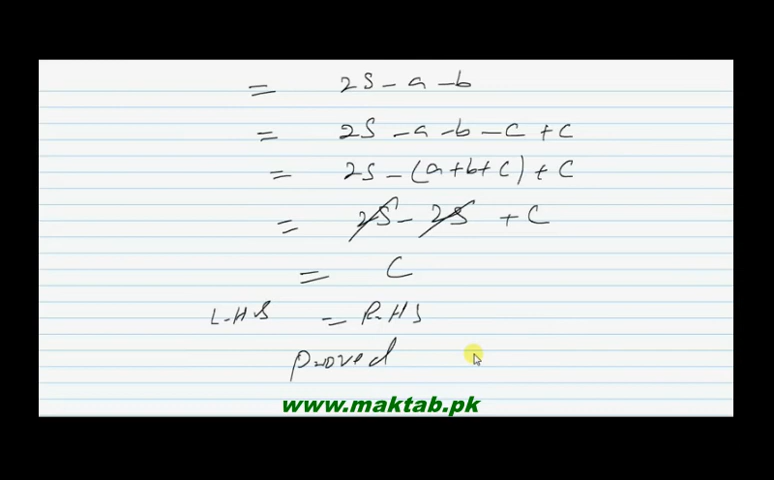 = 2S - a - b
= 2S - a - b - c + c
= 2S - (a + b + c) + c
= 2S - 2S + c
= c
L.H.S = R.H.S
proved
www.maktab.pk